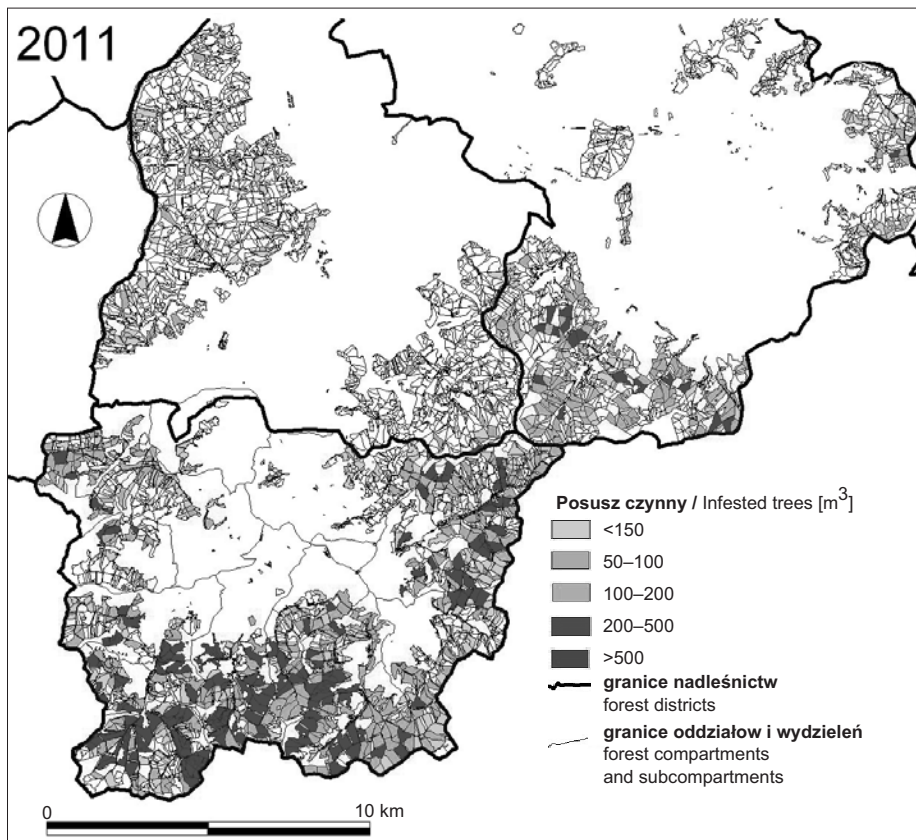 2011
Posusz czynny / Infested trees [m³]
<150
50–100
100–200
200–500
>500
granice nadleśnictw
forest districts
granice oddziałow i wydzieleń
forest compartments
and subcompartments
0 10 km